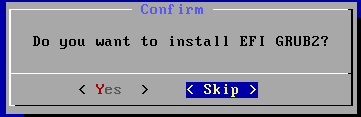 Confirm
Do you want to install EFI GRUB2?
< Yes > < Skip >